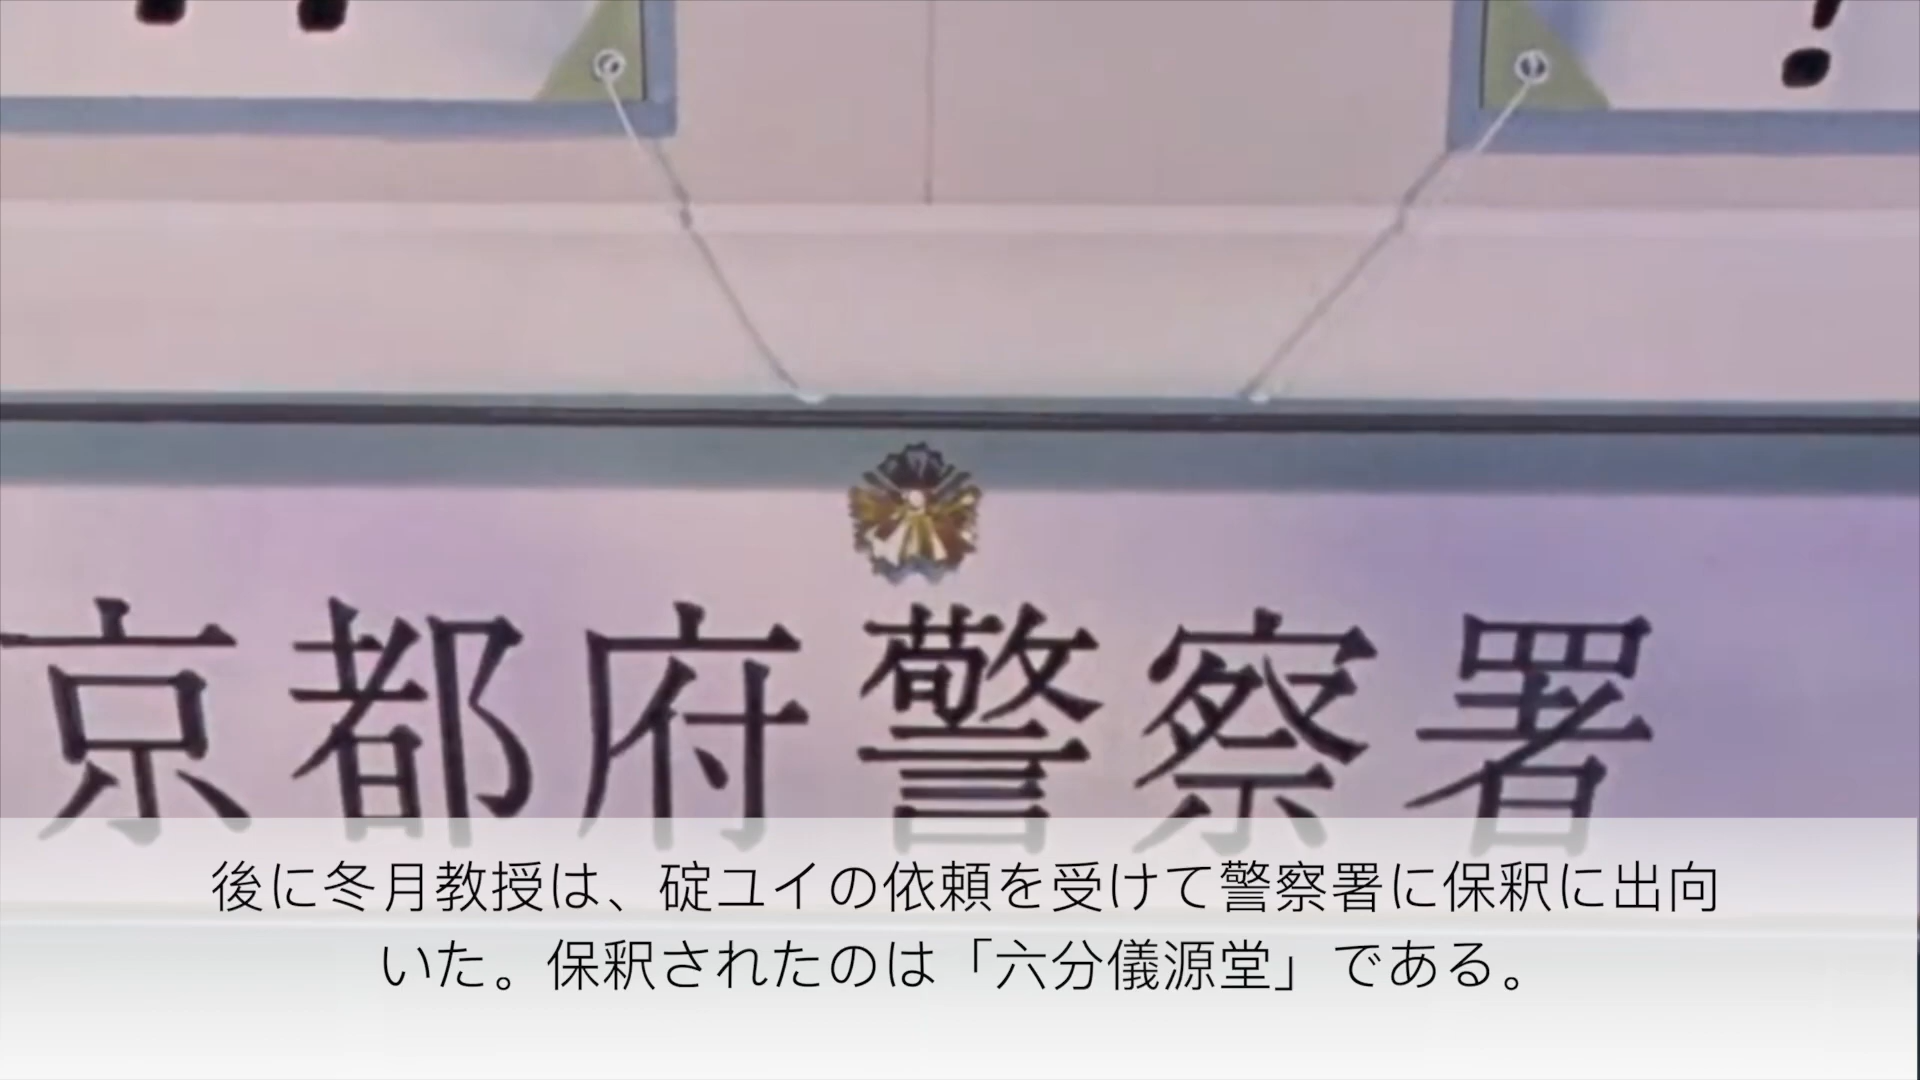 京都府警察署
後に冬月教授は、碇ユイの依頼を受けて警察署に保釈に出向
いた。保釈されたのは「六分儀源堂」である。